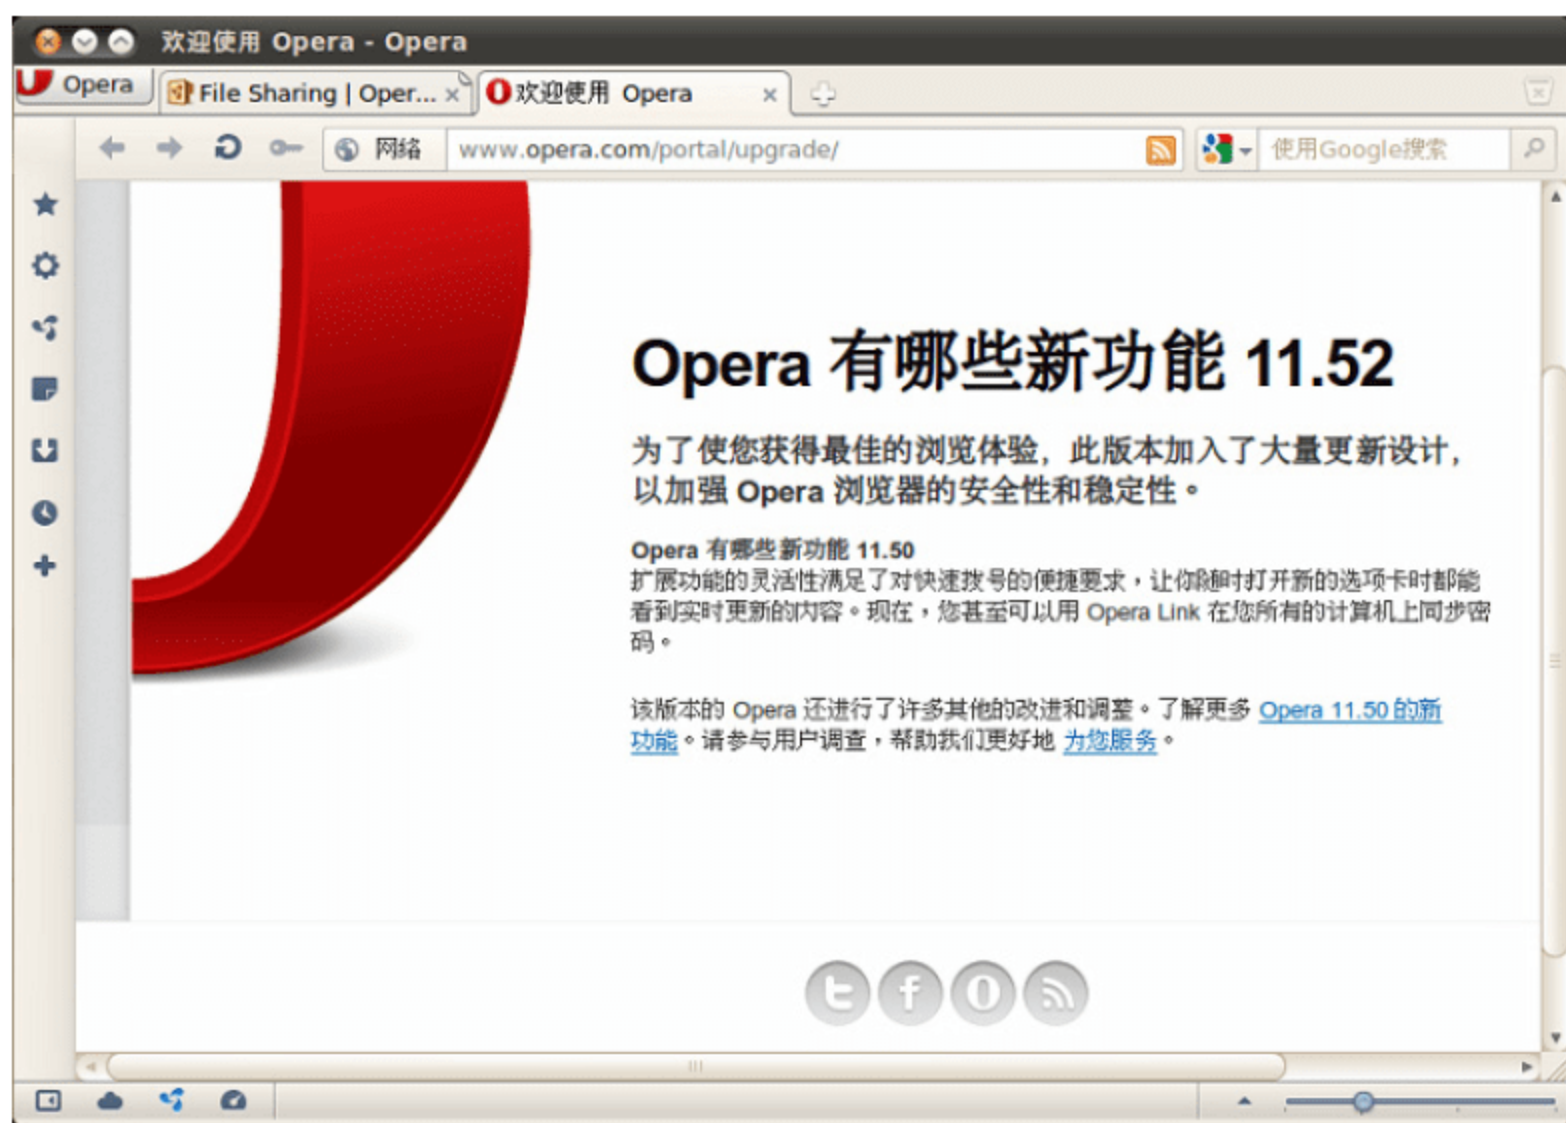 欢迎使用 Opera - Opera
Opera
File Sharing | Oper...
欢迎使用 Opera
网络
www.opera.com/portal/upgrade/
使用Google搜索
Opera 有哪些新功能 11.52
为了使您获得最佳的浏览体验，此版本加入了大量更新设计，
以加强 Opera 浏览器的安全性和稳定性。
Opera 有哪些新功能 11.50
扩展功能的灵活性满足了对快速拨号的便捷要求，让你随时打开新的选项卡时都能
看到实时更新的内容。现在，您甚至可以用 Opera Link 在您所有的计算机上同步密
码。
该版本的 Opera 还进行了许多其他的改进和调整。了解更多 Opera 11.50 的新
功能。请参与用户调查，帮助我们更好地 为您服务。